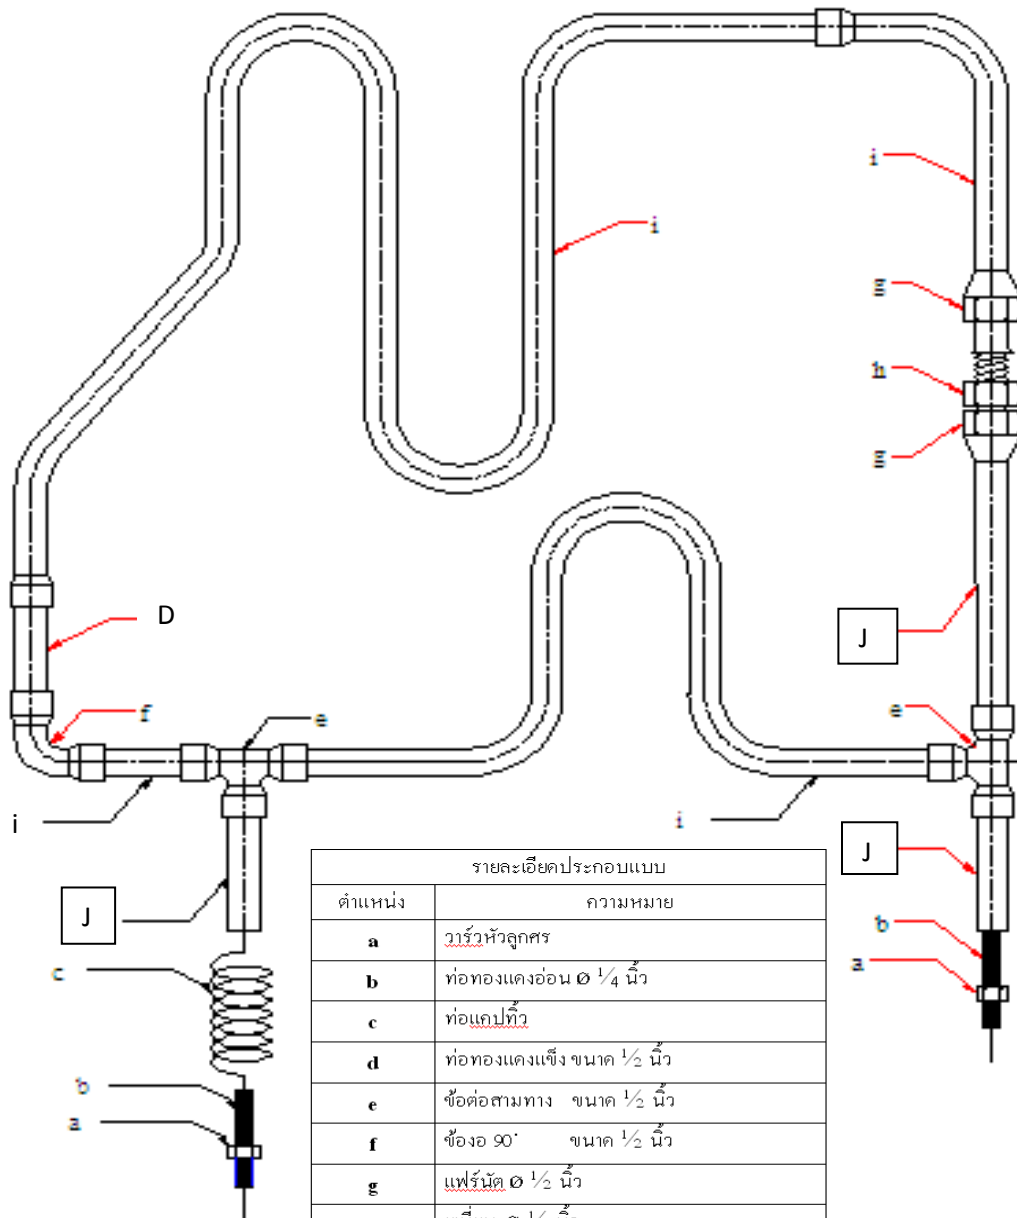 i
i
g
h
g
D
J
f
e
e
i
i
J
J
b
c
a
b
a
รายละเอียดประกอบแบบ
ตำแหน่ง ความหมาย
a วาร์วหัวลูกศร
b ท่อทองแดงอ่อน Ø 1/4 นิ้ว
c ท่อแคปทิ้ว
d ท่อทองแดงแข็ง ขนาด 1/2 นิ้ว
e ข้อต่อสามทาง ขนาด 1/2 นิ้ว
f ข้องอ 90˙ ขนาด 1/2 นิ้ว
g แฟร์นัต Ø 1/2 นิ้ว